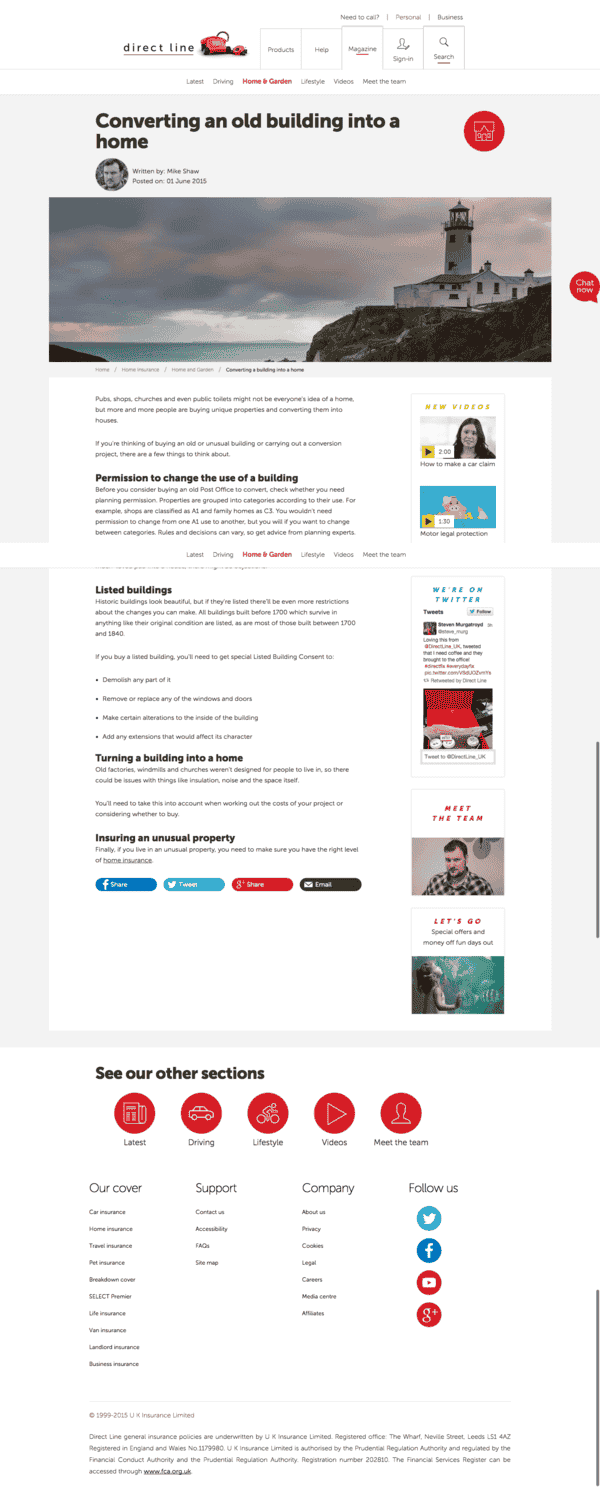 Need to call? | Personal | Business
direct line
Products
Help
Magazine
Sign-in
Search
Latest Driving Home & Garden Lifestyle Videos Meet the team
Converting an old building into a
home
Written by: Mike Shaw
Posted on: 01 June 2015
Chat
now
Home / Home insurance / Home and Garden / Converting a building into a home
Pubs, shops, churches and even public toilets might not be everyone's idea of a home,
but more and more people are buying unique properties and converting them into
houses.
If you're thinking of buying an old or unusual building or carrying out a conversion
project, there are a few things to think about.
Permission to change the use of a building
Before you consider buying an old Post Office to convert, check whether you need
planning permission. Properties are grouped into categories according to their use. For
example, shops are classified as A1 and family homes as C3. You wouldn't need
permission to change from one A1 use to another, but you will if you want to change
between categories. Rules and decisions can vary, so get advice from planning experts.
NEW VIDEOS
2:00
How to make a car claim
1:30
Motor legal protection
Latest Driving Home & Garden Lifestyle Videos Meet the team
Listed buildings
Historic buildings look beautiful, but if they're listed there'll be even more restrictions
about the changes you can make. All buildings built before 1700 which survive in
anything like their original condition are listed, as are most of those built between 1700
and 1840.
If you buy a listed building, you'll need to get special Listed Building Consent to:
• Demolish any part of it
• Remove or replace any of the windows and doors
• Make certain alterations to the inside of the building
• Add any extensions that would affect its character
Turning a building into a home
Old factories, windmills and churches weren't designed for people to live in, so there
could be issues with things like insulation, noise and the space itself.
You'll need to take this into account when working out the costs of your project or
considering whether to buy.
Insuring an unusual property
Finally, if you live in an unusual property, you need to make sure you have the right level
of home insurance.
Share
Tweet
Share
Email
WE'RE ON
TWITTER
Tweets Follow
Steven Murgatroyd
@steve_murg
Loving this from
@DirectLine_UK, tweeted
that I need coffee and they
brought to the office!
#directfix #everydayfix
Retweeted by Direct Line
Tweet to @DirectLine_UK
MEET
THE TEAM
LET'S GO
Special offers and
money off fun days out
See our other sections
Latest
Driving
Lifestyle
Videos
Meet the team
Our cover
Car insurance
Home insurance
Travel insurance
Pet insurance
Breakdown cover
SELECT Premier
Life insurance
Van insurance
Landlord insurance
Business insurance
Support
Contact us
Accessibility
FAQs
Site map
Company
About us
Privacy
Cookies
Legal
Careers
Media centre
Affiliates
Follow us
© 1999-2015 U K Insurance Limited
Direct Line general insurance policies are underwritten by U K Insurance Limited. Registered office: The Wharf, Neville Street, Leeds LS1 4AZ
Registered in England and Wales No.1179980. U K Insurance Limited is authorised by the Prudential Regulation Authority and regulated by the
Financial Conduct Authority and the Prudential Regulation Authority. Registration number 202810. The Financial Services Register can be
accessed through www.fca.org.uk.